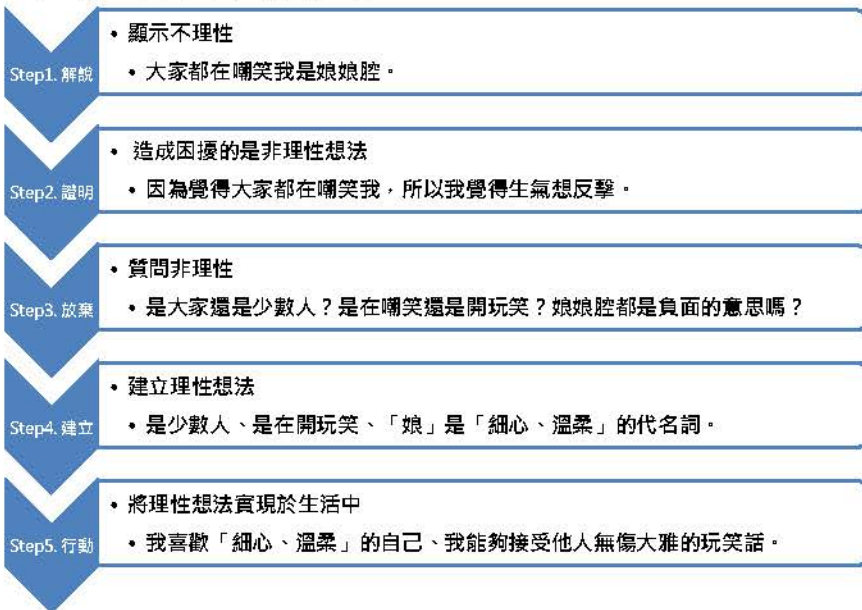 • 顯示不理性
Step1. 解說
• 大家都在嘲笑我是娘娘腔。
• 造成困擾的是非理性想法
Step2. 證明
• 因為覺得大家都在嘲笑我，所以我覺得生氣想反擊。
• 質問非理性
Step3. 放棄
• 是大家還是少數人？是在嘲笑還是開玩笑？娘娘腔都是負面的意思嗎？
• 建立理性想法
Step4. 建立
• 是少數人、是在開玩笑、「娘」是「細心、溫柔」的代名詞。
• 將理性想法實現於生活中
Step5. 行動
• 我喜歡「細心、溫柔」的自己、我能夠接受他人無傷大雅的玩笑話。